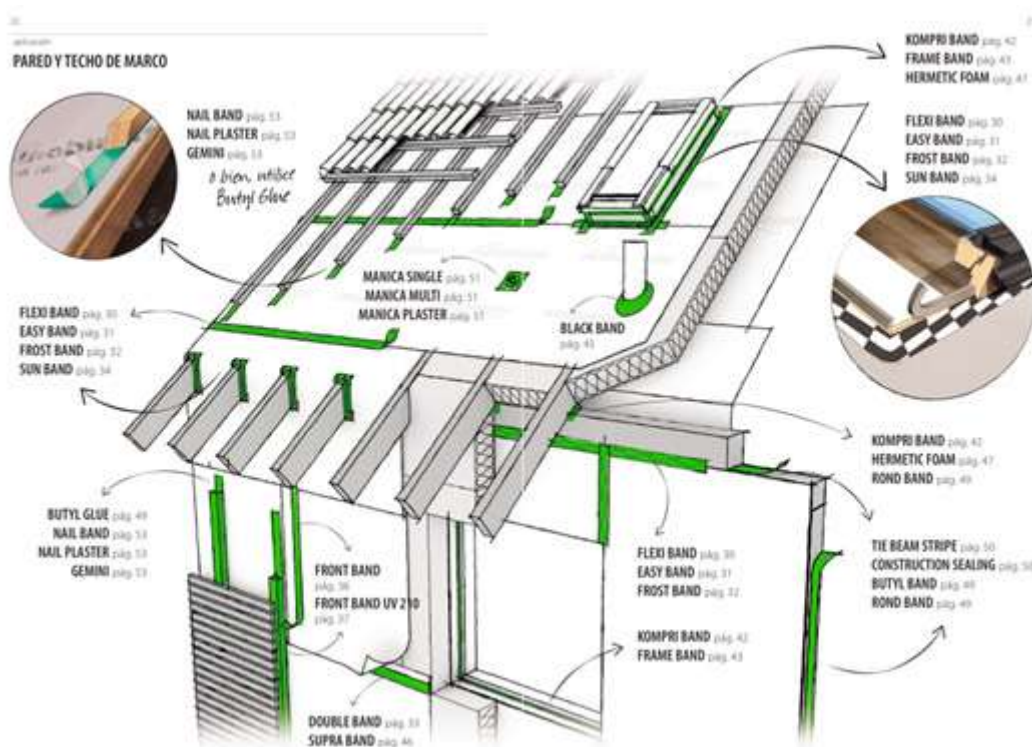 PARED Y TECHO DE MARCO
NAIL BAND pág. 53
NAIL PLASTER pág. 53
GEMINI pág. 53
o bien, utilice
Butyl Glue
KOMPRI BAND pág. 42
FRAME BAND pág. 43
HERMETIC FOAM pág. 47
FLEXI BAND pág. 30
EASY BAND pág. 31
FROST BAND pág. 32
SUN BAND pág. 34
MANICA SINGLE pág. 51
MANICA MULTI pág. 51
MANICA PLASTER pág. 51
BLACK BAND
pág. 45
FLEXI BAND pág. 30
EASY BAND pág. 31
FROST BAND pág. 32
SUN BAND pág. 34
KOMPRI BAND pág. 42
HERMETIC FOAM pág. 47
ROND BAND pág. 49
BUTYL GLUE pág. 49
NAIL BAND pág. 53
NAIL PLASTER pág. 53
GEMINI pág. 53
FRONT BAND
pág. 36
FRONT BAND UV 210
pág. 37
FLEXI BAND pág. 30
EASY BAND pág. 31
FROST BAND pág. 32
TIE BEAM STRIPE pág. 50
CONSTRUCTION SEALING pág. 50
BUTYL BAND pág. 48
ROND BAND pág. 49
KOMPRI BAND pág. 42
FRAME BAND pág. 43
DOUBLE BAND pág. 33
SUPRA BAND pág. 46